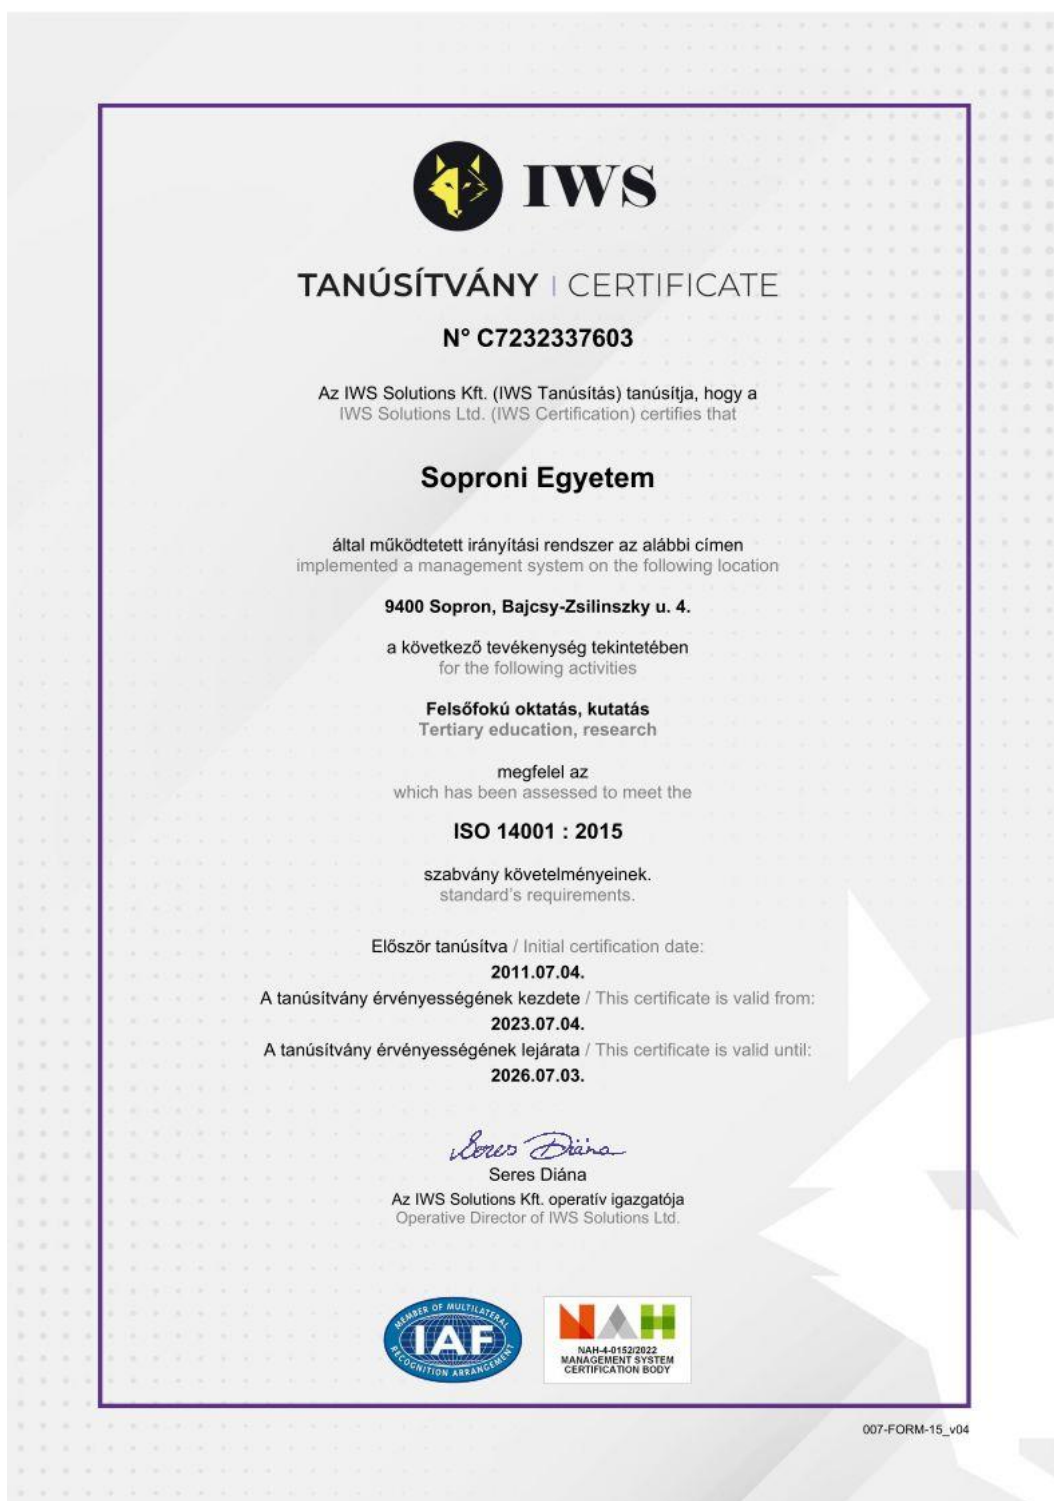 IWS
TANÚSÍTVÁNY | CERTIFICATE
N° C7232337603
Az IWS Solutions Kft. (IWS Tanúsítás) tanúsítja, hogy a
IWS Solutions Ltd. (IWS Certification) certifies that
Soproni Egyetem
által működtetett irányítási rendszer az alábbi címen
implemented a management system on the following location
9400 Sopron, Bajcsy-Zsilinszky u. 4.
a következő tevékenység tekintetében
for the following activities
Felsőfokú oktatás, kutatás
Tertiary education, research
megfelel az
which has been assessed to meet the
ISO 14001 : 2015
szabvány követelményeinek.
standard's requirements.
Először tanúsítva / Initial certification date:
2011.07.04.
A tanúsítvány érvényességének kezdete / This certificate is valid from:
2023.07.04.
A tanúsítvány érvényességének lejárata / This certificate is valid until:
2026.07.03.
Seres Diána
Seres Diána
Az IWS Solutions Kft. operatív igazgatója
Operative Director of IWS Solutions Ltd.
MEMBER OF MULTILATERAL
IAF
RECOGNITION ARRANGEMENT
NAH
NAH-4-0152/2022
MANAGEMENT SYSTEM
CERTIFICATION BODY
007-FORM-15_v04